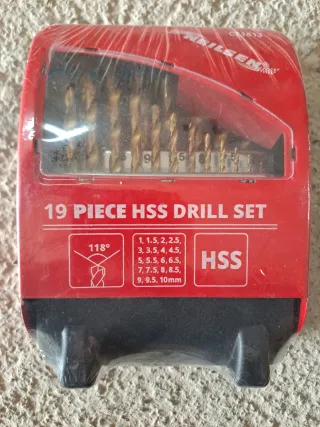 NEILSEN
19 PIECE HSS DRILL SET
118°
1, 1.5, 2, 2.5,
3, 3.5, 4, 4.5,
5, 5.5, 6, 6.5,
7, 7.5, 8, 8.5,
9, 9.5, 10mm
HSS